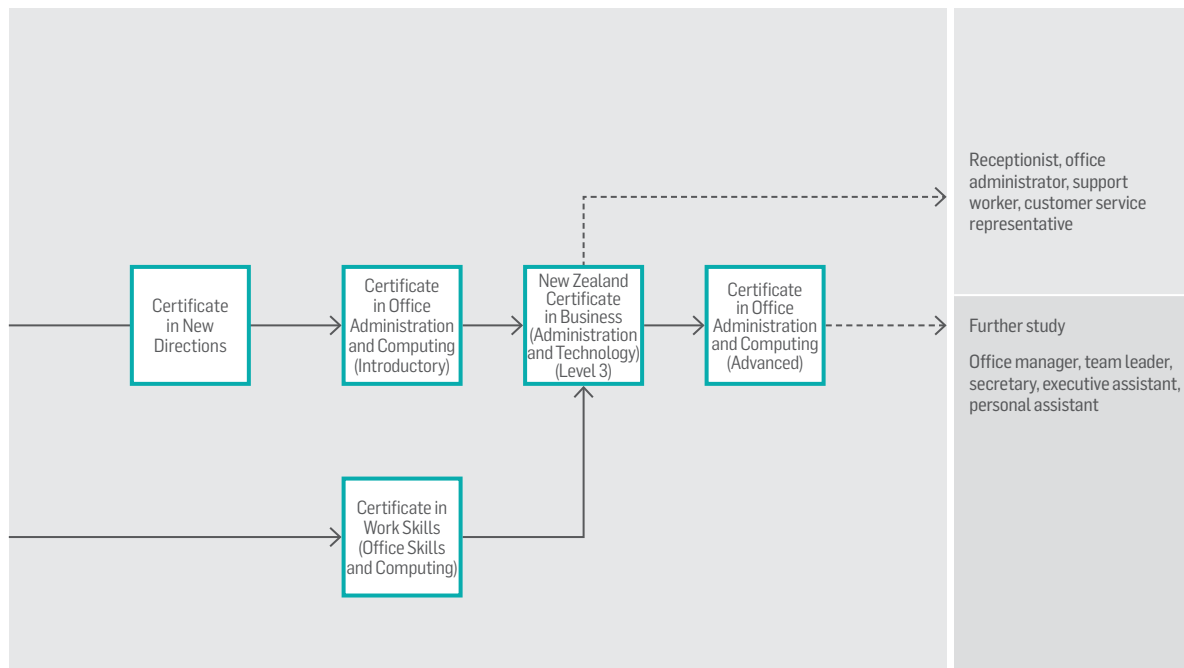 Receptionist, office
administrator, support
worker, customer service
representative
Certificate
in New
Directions
Certificate
in Office
Administration
and Computing
(Introductory)
New Zealand
Certificate
in Business
(Administration
and Technology)
(Level 3)
Certificate
in Office
Administration
and Computing
(Advanced)
Further study
Office manager, team leader,
secretary, executive assistant,
personal assistant
Certificate in
Work Skills
(Office Skills
and Computing)